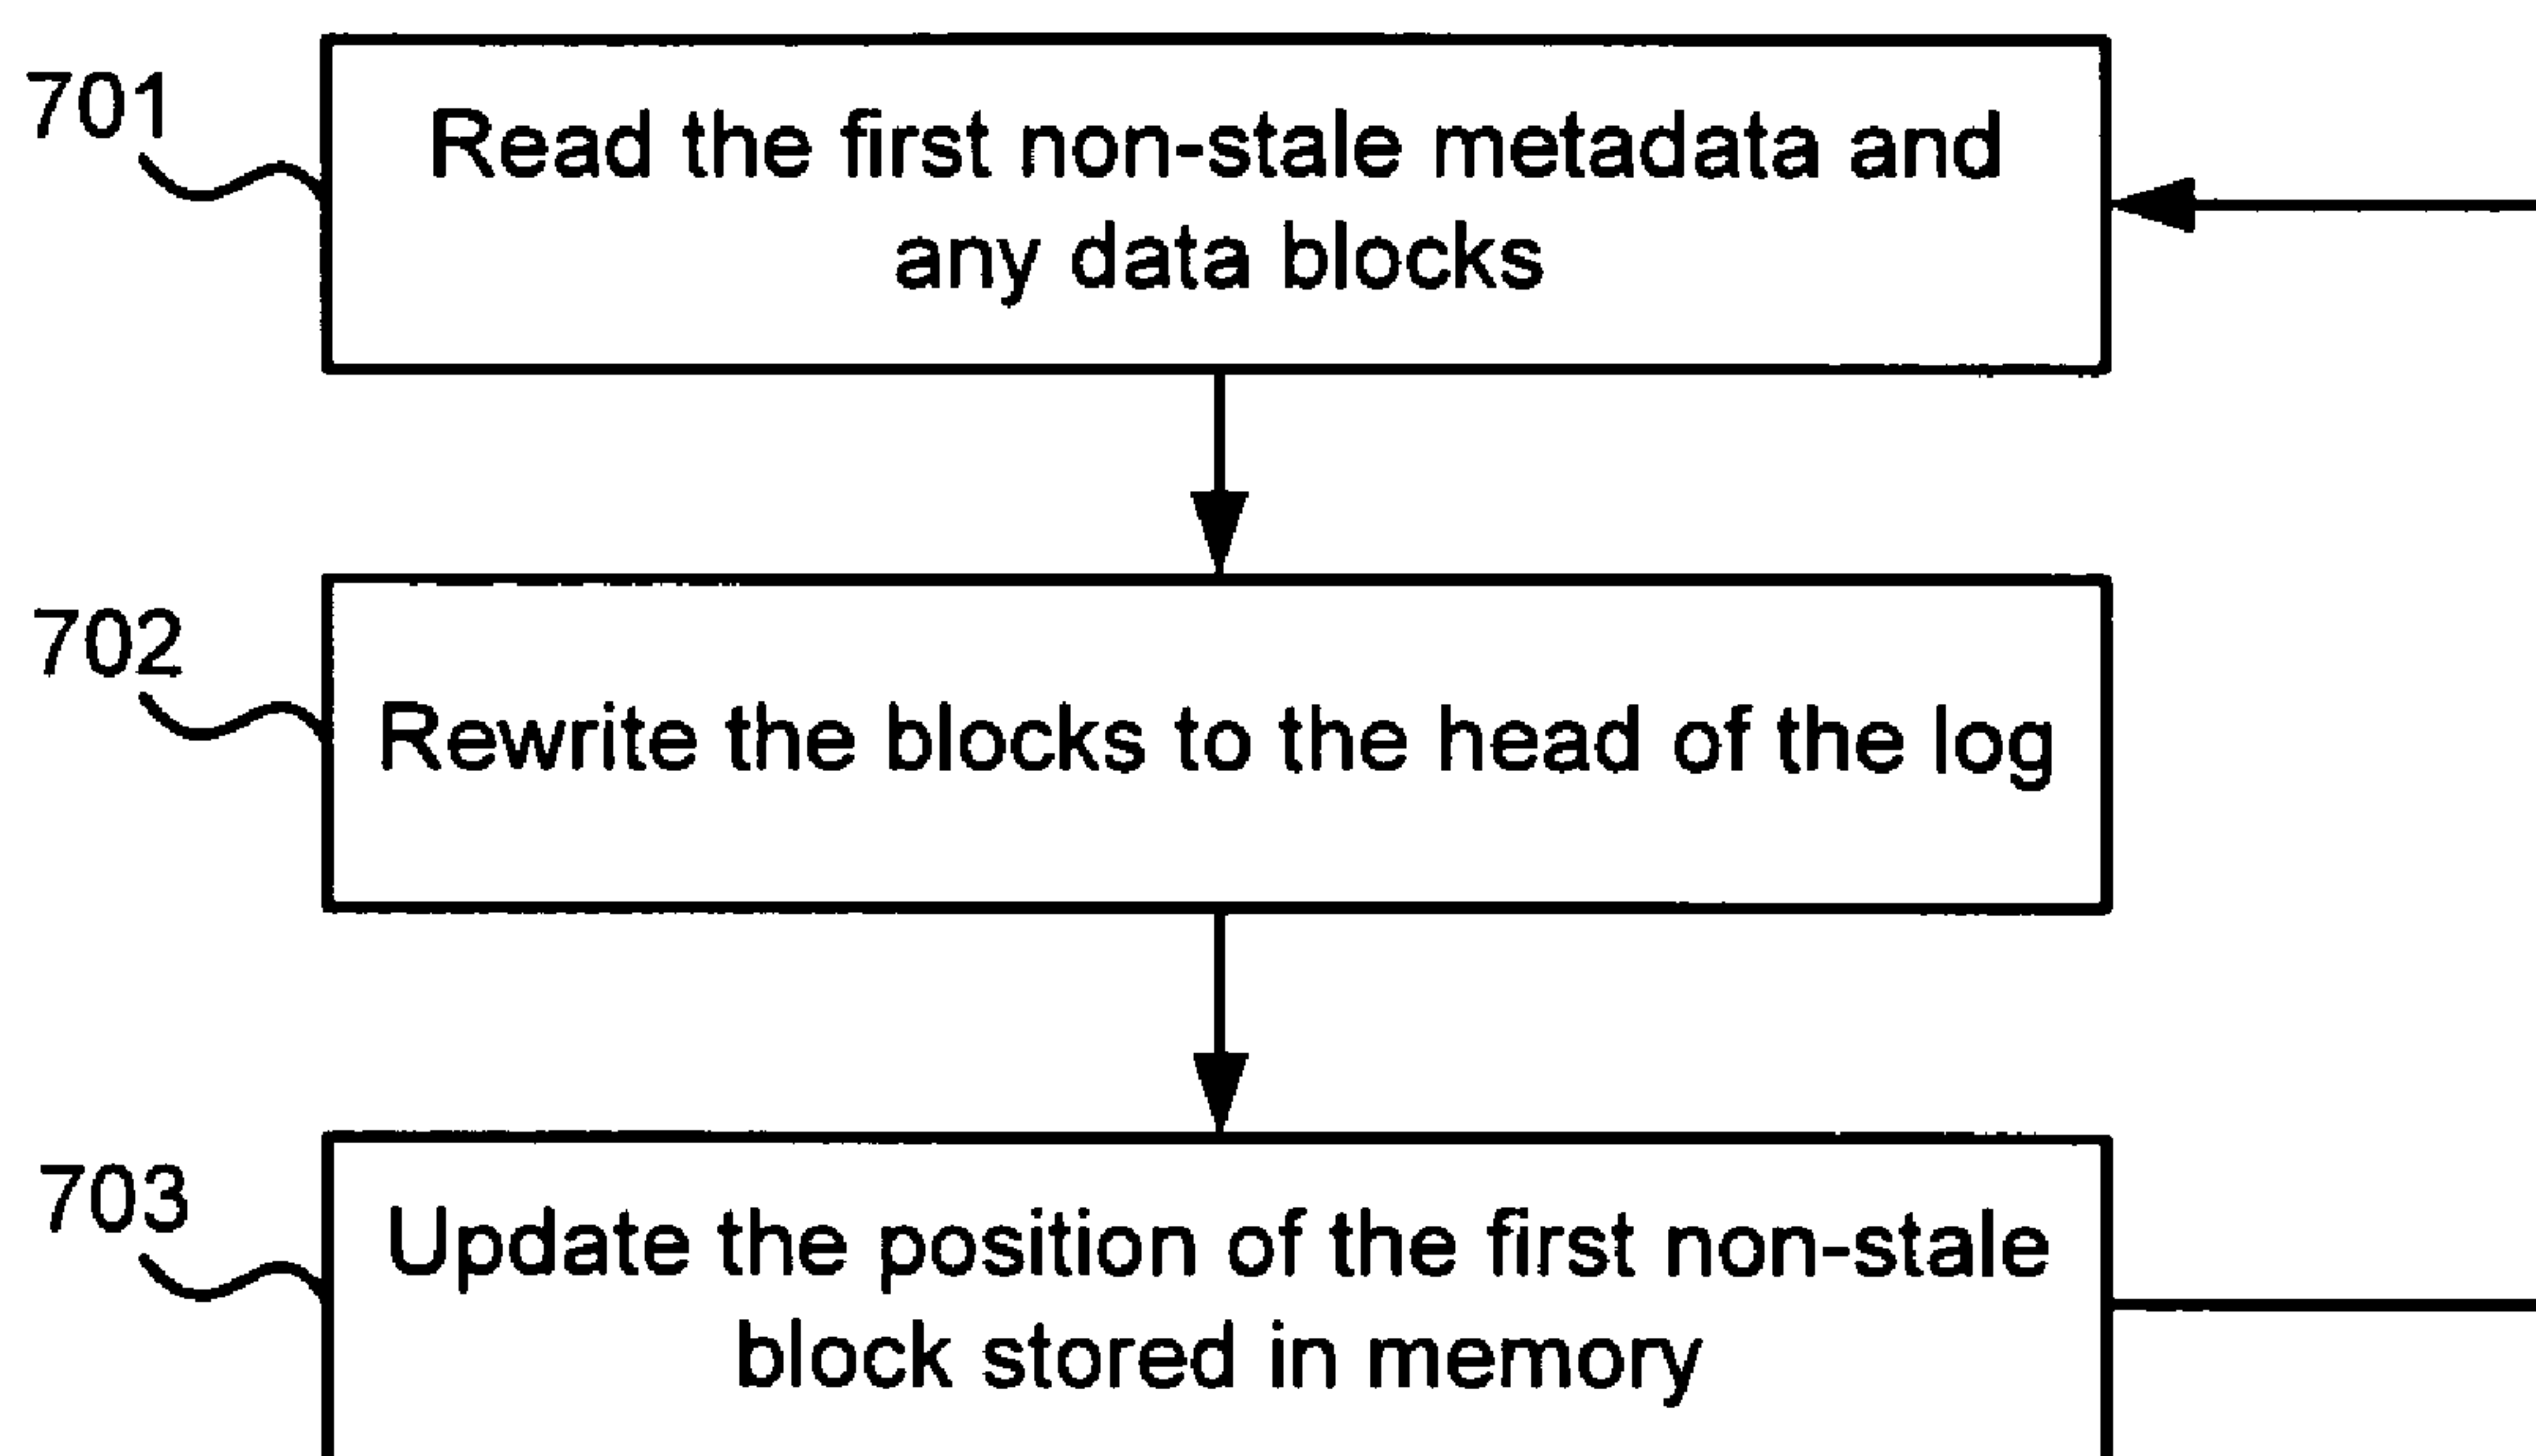 701
Read the first non-stale metadata and
any data blocks
702
Rewrite the blocks to the head of the log
703
Update the position of the first non-stale
block stored in memory